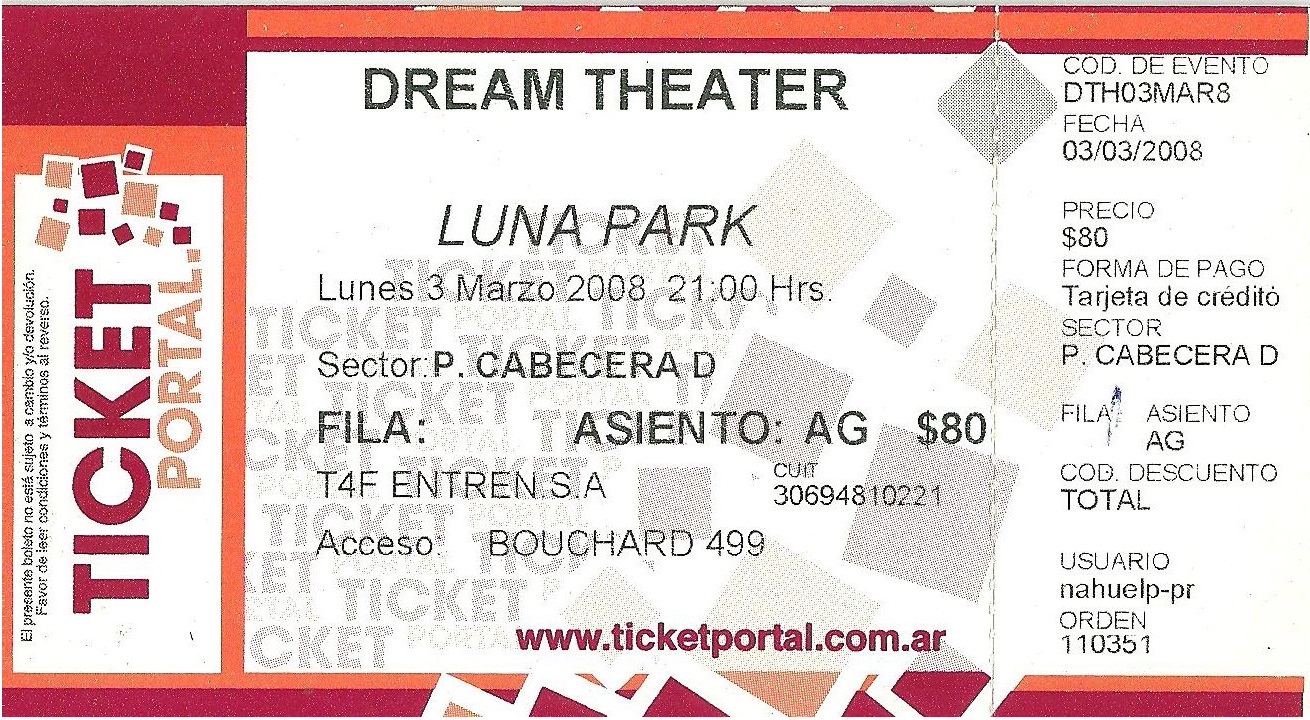 El presente boleto no está sujeto a cambio y/o devolución.
Favor de leer condiciones y términos al reverso.
TICKET
PORTAL.
DREAM THEATER
LUNA PARK
Lunes 3 Marzo 2008 21:00 Hrs.
Sector: P. CABECERA D
FILA: ASIENTO: AG $80
T4F ENTREN.S.A
CUIT
30694810221
Acceso: BOUCHARD 499
www.ticketportal.com.ar
COD. DE EVENTO
DTH03MAR8
FECHA
03/03/2008
PRECIO
$80
FORMA DE PAGO
Tarjeta de crédito
SECTOR
P. CABECERA D
FILA ASIENTO
AG
COD. DESCUENTO
TOTAL
USUARIO
nahuelp-pr
ORDEN
110351